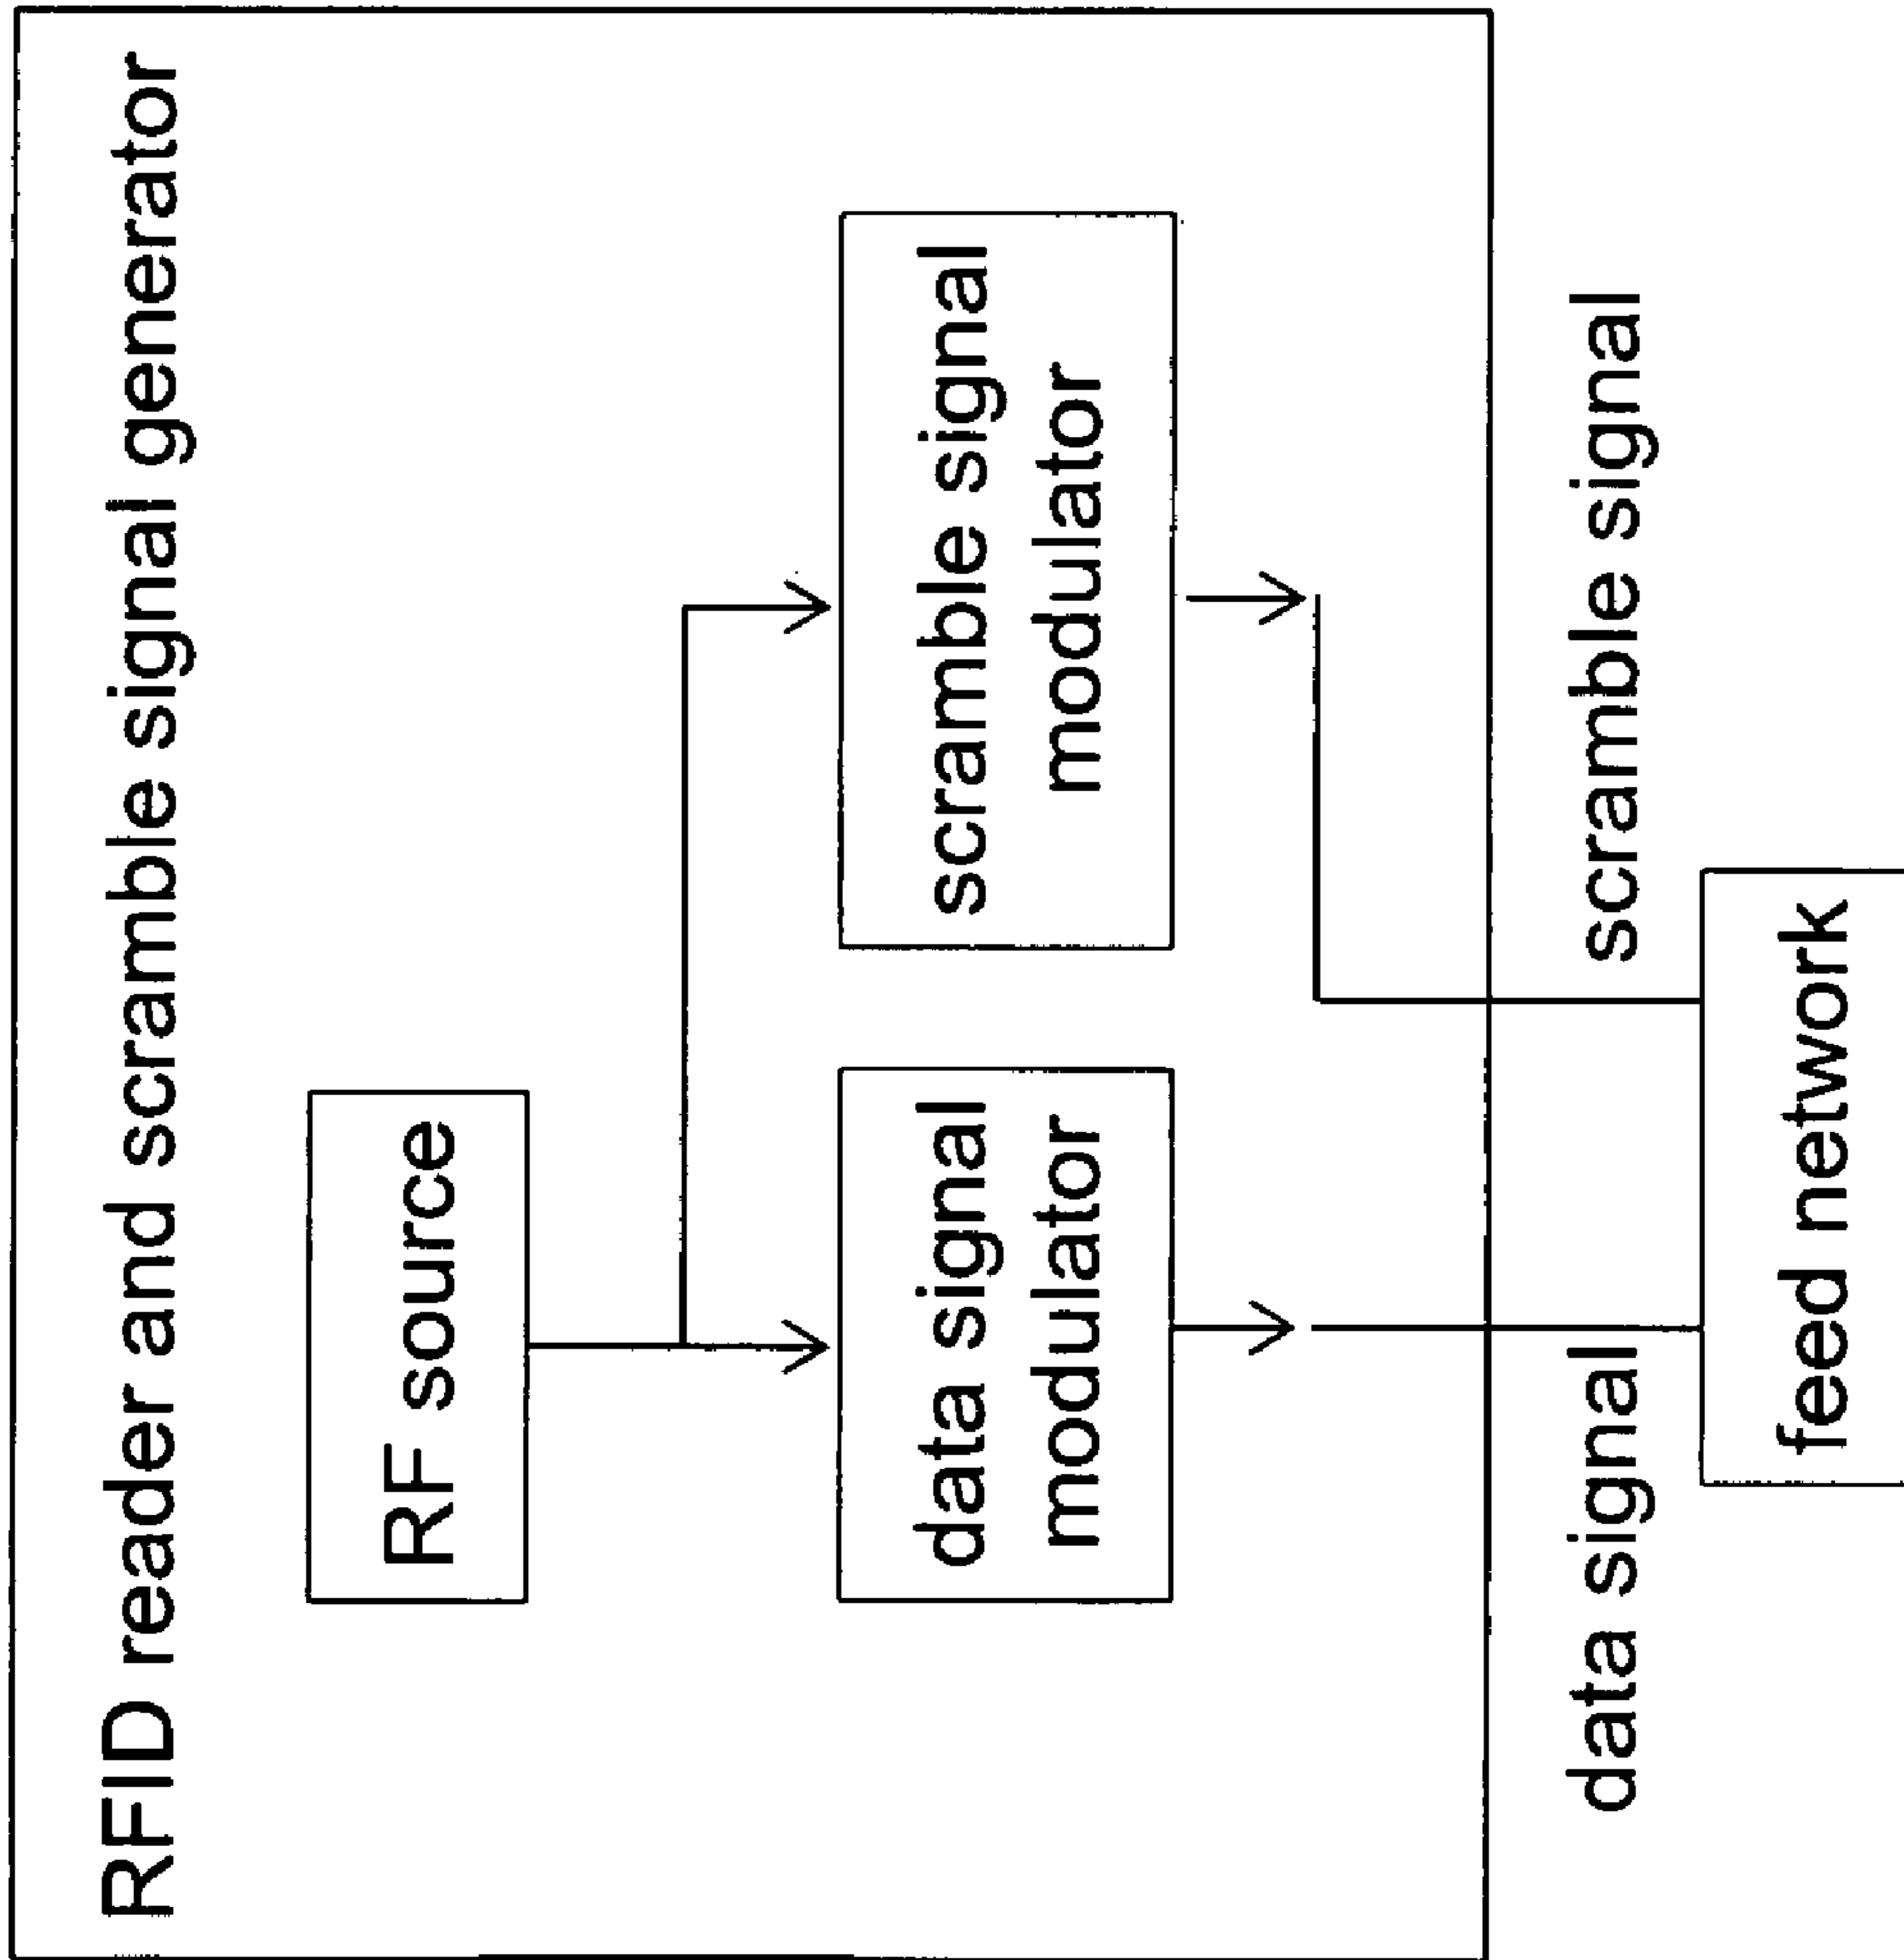 RFID reader and scramble signal generator
RF source
data signal
modulator
scramble signal
modulator
data signal
scramble signal
feed network